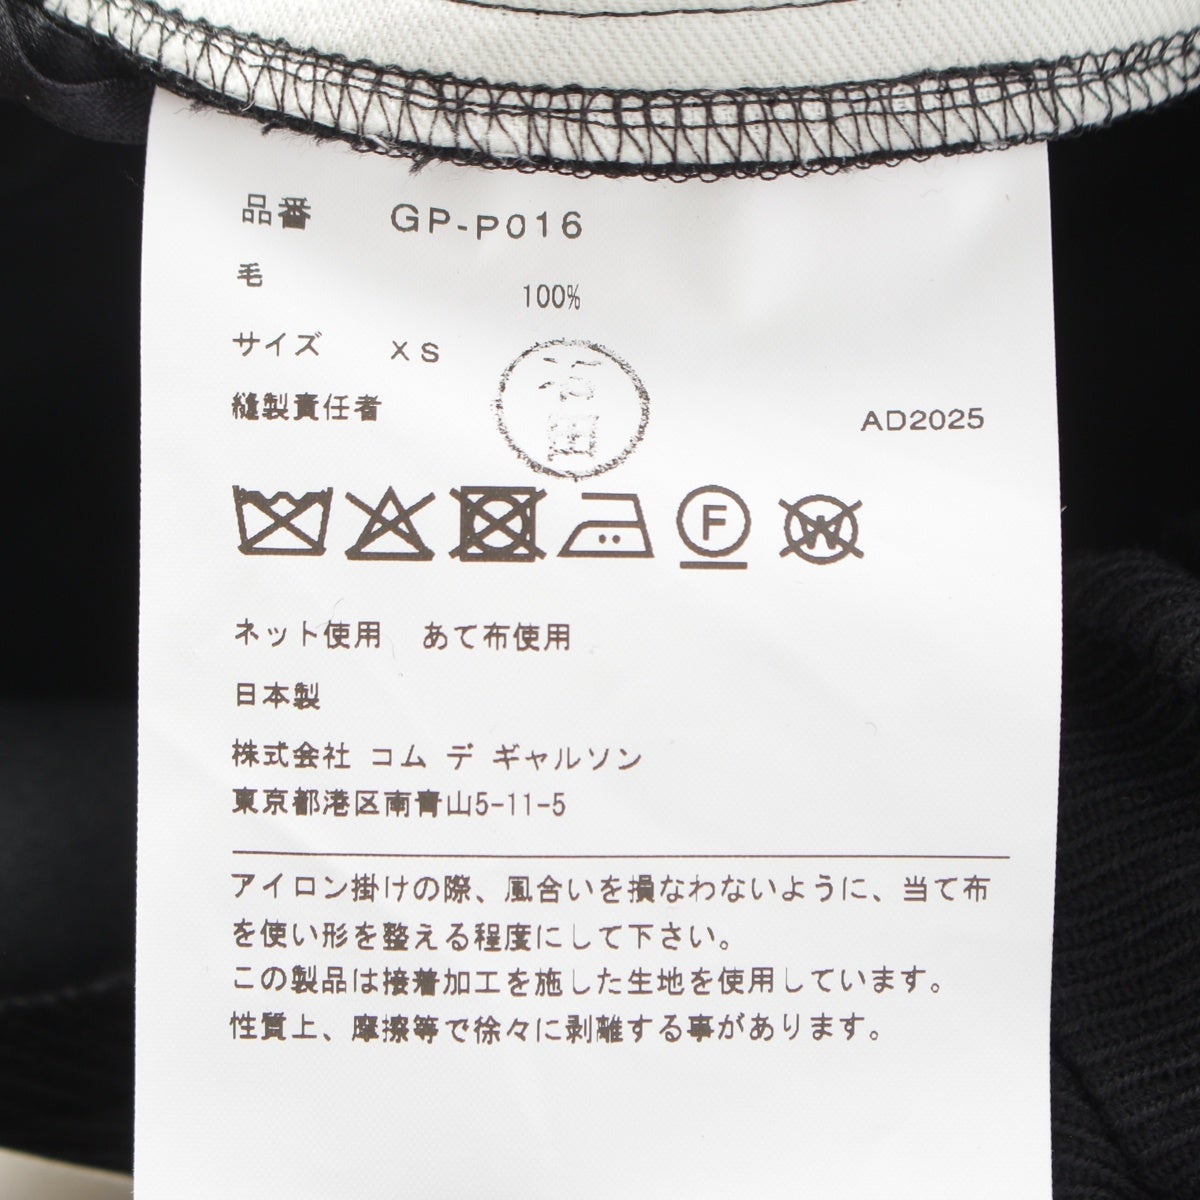 品番 GP-P016
毛 100%
サイズ XS
縫製責任者
AD2025
F
W
ネット使用 あて布使用
日本製
株式会社 コム デ ギャルソン
東京都港区南青山5-11-5
アイロン掛けの際、風合いを損なわないように、当て布
を使い形を整える程度にして下さい。
この製品は接着加工を施した生地を使用しています。
性質上、摩擦等で徐々に剥離する事があります。